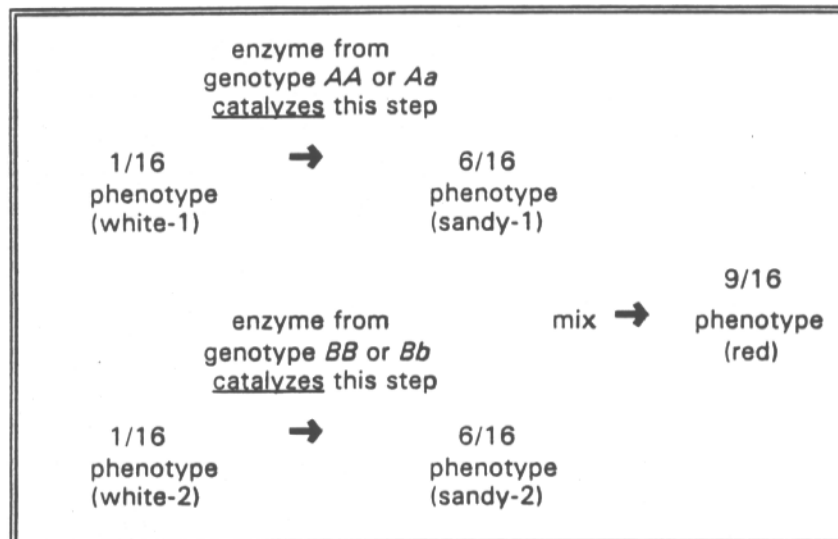 enzyme from
genotype AA or Aa
catalyzes this step
1/16 → 6/16
phenotype phenotype
(white-1) (sandy-1)
9/16
mix → phenotype
(red)
enzyme from
genotype BB or Bb
catalyzes this step
1/16 → 6/16
phenotype phenotype
(white-2) (sandy-2)